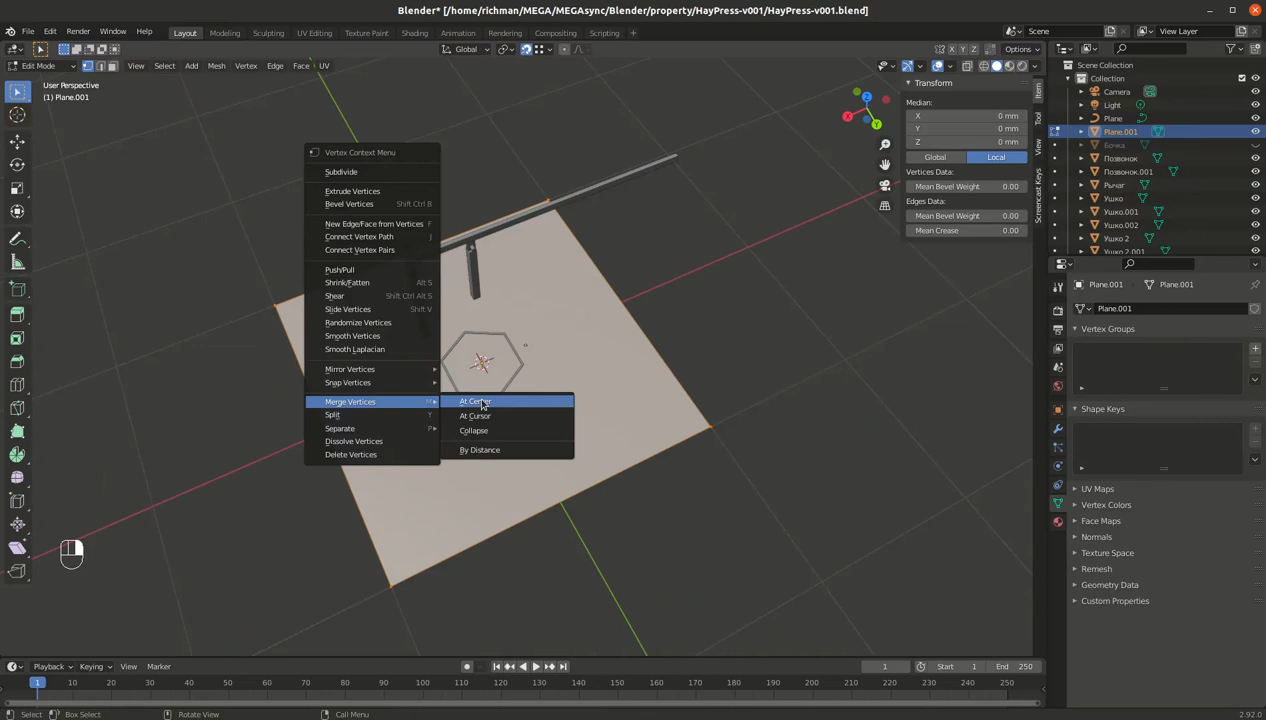 Blender* [/home/richman/MEGA/MEGAsync/Blender/property/HayPress-v001/HayPress-v001.blend]
File Edit Render Window Help Layout Modeling Sculpting UV Editing Texture Paint Shading Animation Rendering Compositing Scripting Scene View Layer
Global X Y Z Options
Edit Mode View Select Add Mesh Vertex Edge Face UV
User Perspective
(1) Plane.001
Vertex Context Menu
Subdivide
Extrude Vertices
Bevel Vertices Shift Ctrl B
New Edge/Face from Vertices F
Connect Vertex Path J
Connect Vertex Pairs
Push/Pull
Shrink/Fatten Alt S
Shear Shift Ctrl Alt S
Slide Vertices Shift V
Randomize Vertices
Smooth Vertices
Smooth Laplacian
Mirror Vertices
Snap Vertices
Merge Vertices M
Split Y
Separate P
Dissolve Vertices
Delete Vertices
At Center
At Cursor
Collapse
By Distance
X
Y
Z
Transform
Median:
X 0 mm
Y 0 mm
Z 0 mm
Global Local
Vertices Data:
Mean Bevel Weight 0.00
Edges Data:
Mean Bevel Weight 0.00
Mean Crease 0.00
Item
Tool
View
Screencast Keys
Scene Collection
Collection
Camera
Light
Plane
Plane.001
Бочка
Позвонок
Позвонок.001
Рычаг
Ушко
Ушко.001
Ушко.002
Ушко 2
Ушко 2.001
Plane.001 Plane.001
Plane.001
Vertex Groups
Shape Keys
UV Maps
Vertex Colors
Face Maps
Normals
Texture Space
Remesh
Geometry Data
Custom Properties
Playback Keying View Marker 1 Start 1 End 250
1 10 20 30 40 50 60 70 80 90 100 110 120 130 140 150 160 170 180 190 200 210 220 230 240 250
Select Box Select Rotate View Call Menu 2.92.0